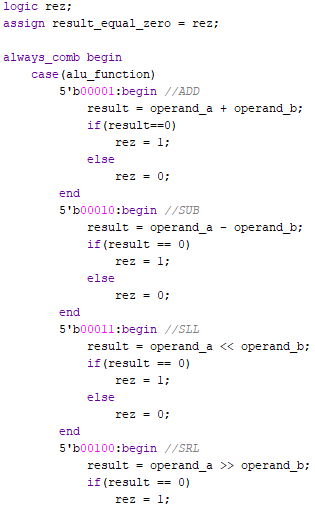 logic rez;
assign result_equal_zero = rez;

always_comb begin
    case(alu_function)
        5'b00001:begin //ADD
            result = operand_a + operand_b;
            if(result==0)
                rez = 1;
            else
                rez = 0;
        end
        5'b00010:begin //SUB
            result = operand_a - operand_b;
            if(result == 0)
                rez = 1;
            else
                rez = 0;
        end
        5'b00011:begin //SLL
            result = operand_a << operand_b;
            if(result == 0)
                rez = 1;
            else
                rez = 0;
        end
        5'b00100:begin //SRL
            result = operand_a >> operand_b;
            if(result == 0)
                rez = 1;